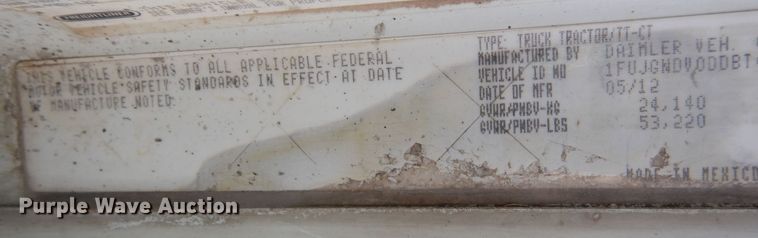 FREIGHTLINER
THIS VEHICLE CONFORMS TO ALL APPLICABLE FEDERAL
MOTOR VEHICLE SAFETY STANDARDS IN EFFECT AT DATE
OF MANUFACTURE NOTED.
TYPE: TRUCK TRACTOR/TT-CT
MANUFACTURED BY DAIMLER VEH.
VEHICLE ID NO
DATE OF MFR 05/12
GVWR/PNBV-KG 24,140
GVWR/PNBV-LBS 53,220
MADE IN MEXICO
Purple Wave Auction